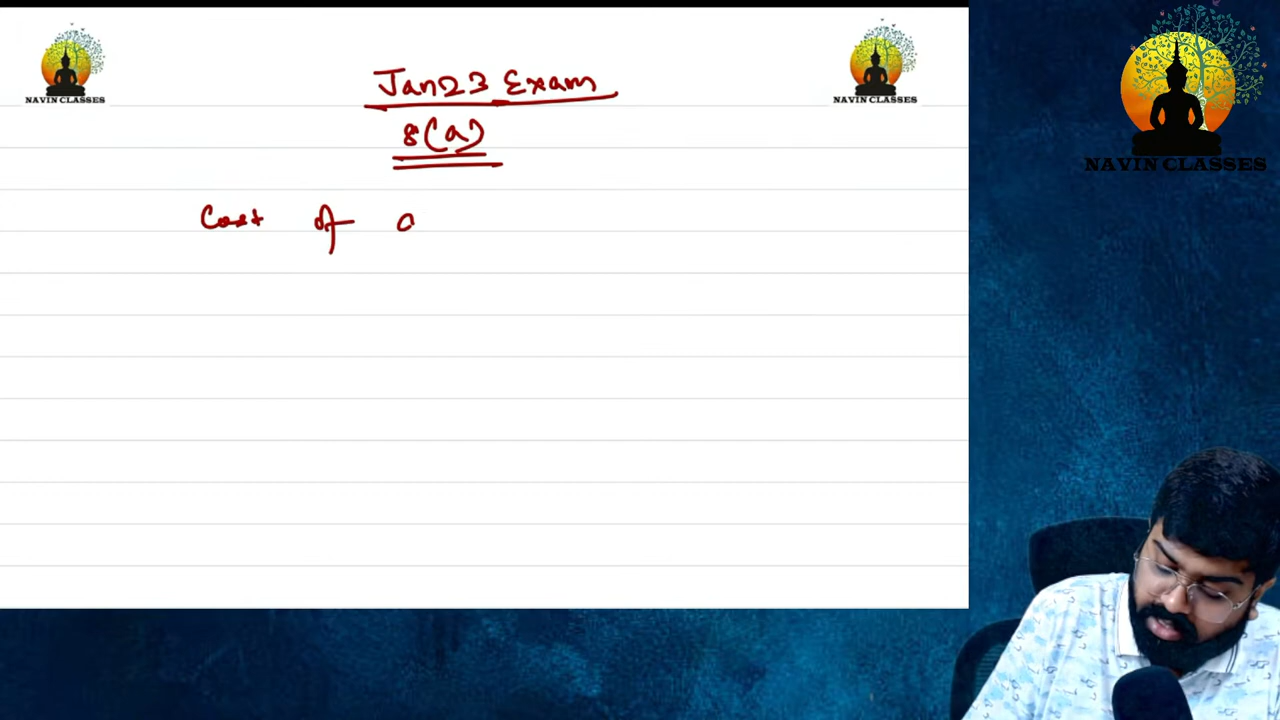 NAVIN CLASSES
NAVIN CLASSES
NAVIN CLASSES
Jan23 Exam
8(a)
Cost of